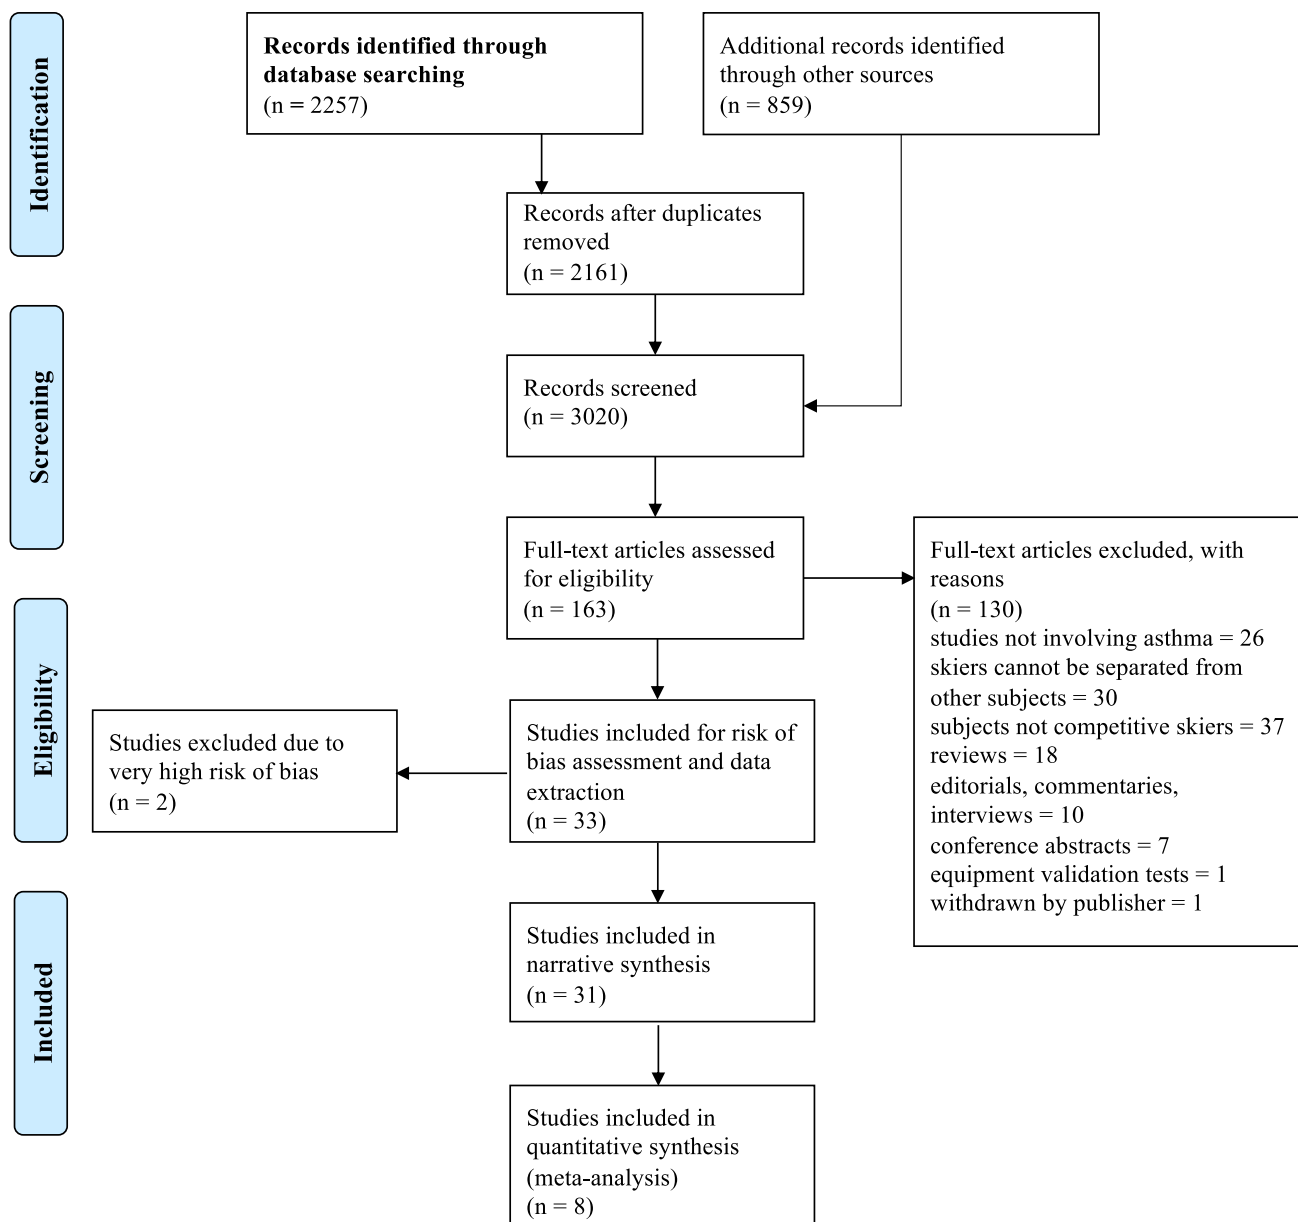 Identification
Records identified through
database searching
(n = 2257)
Additional records identified
through other sources
(n = 859)
Records after duplicates
removed
(n = 2161)
Screening
Records screened
(n = 3020)
Full-text articles assessed
for eligibility
(n = 163)
Full-text articles excluded, with
reasons
(n = 130)
studies not involving asthma = 26
skiers cannot be separated from
other subjects = 30
subjects not competitive skiers = 37
reviews = 18
editorials, commentaries,
interviews = 10
conference abstracts = 7
equipment validation tests = 1
withdrawn by publisher = 1
Eligibility
Studies excluded due to
very high risk of bias
(n = 2)
Studies included for risk of
bias assessment and data
extraction
(n = 33)
Included
Studies included in
narrative synthesis
(n = 31)
Studies included in
quantitative synthesis
(meta-analysis)
(n = 8)